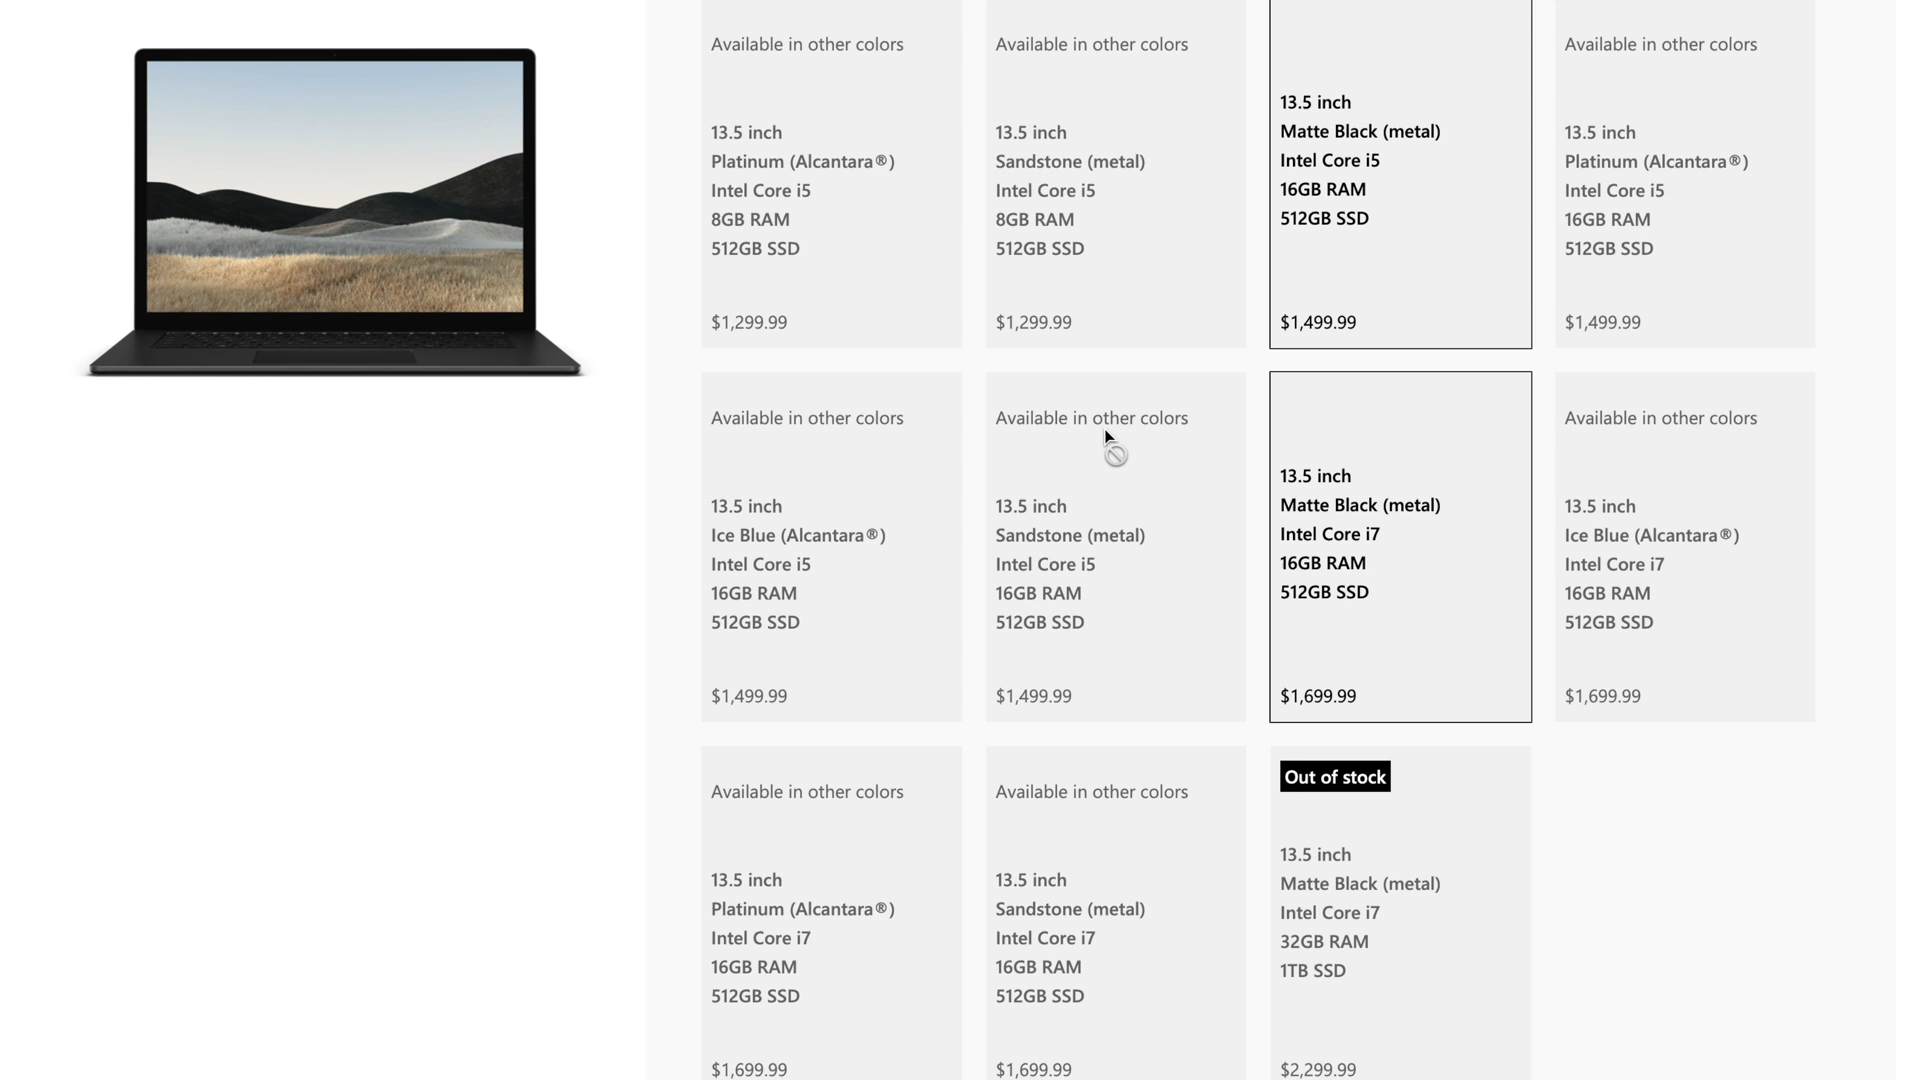 Available in other colors
13.5 inch
Platinum (Alcantara®)
Intel Core i5
8GB RAM
512GB SSD
$1,299.99
Available in other colors
13.5 inch
Sandstone (metal)
Intel Core i5
8GB RAM
512GB SSD
$1,299.99
13.5 inch
Matte Black (metal)
Intel Core i5
16GB RAM
512GB SSD
$1,499.99
Available in other colors
13.5 inch
Platinum (Alcantara®)
Intel Core i5
16GB RAM
512GB SSD
$1,499.99
Available in other colors
13.5 inch
Ice Blue (Alcantara®)
Intel Core i5
16GB RAM
512GB SSD
$1,499.99
Available in other colors
13.5 inch
Sandstone (metal)
Intel Core i5
16GB RAM
512GB SSD
$1,499.99
13.5 inch
Matte Black (metal)
Intel Core i7
16GB RAM
512GB SSD
$1,699.99
Available in other colors
13.5 inch
Ice Blue (Alcantara®)
Intel Core i7
16GB RAM
512GB SSD
$1,699.99
Available in other colors
13.5 inch
Platinum (Alcantara®)
Intel Core i7
16GB RAM
512GB SSD
$1,699.99
Available in other colors
13.5 inch
Sandstone (metal)
Intel Core i7
16GB RAM
512GB SSD
$1,699.99
Out of stock
13.5 inch
Matte Black (metal)
Intel Core i7
32GB RAM
1TB SSD
$2,299.99